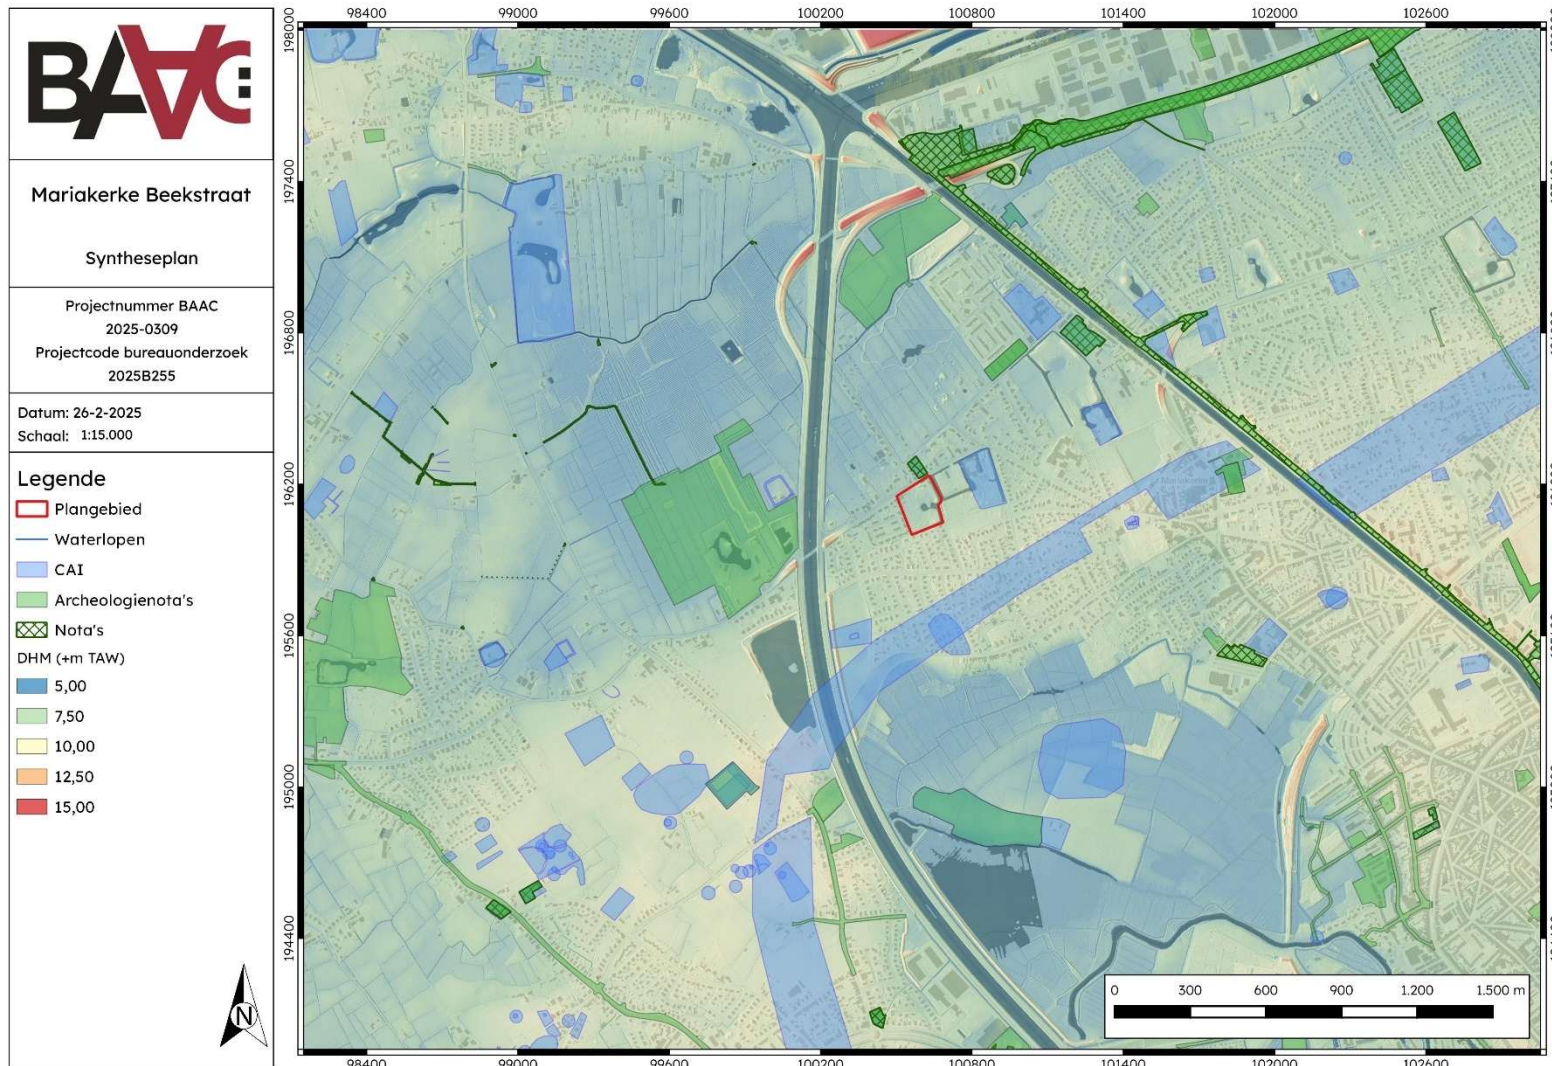 BAAC
Mariakerke Beekstraat
Syntheseplan
Projectnummer BAAC
2025-0309
Projectcode bureauonderzoek
2025B255
Datum: 26-2-2025
Schaal: 1:15.000
Legende
Plangebied
Waterlopen
CAI
Archeologienota's
Nota's
DHM (+m TAW)
5,00
7,50
10,00
12,50
15,00
N
98400 99000 99600 100200 100800 101400 102000 102600
198000
197400
196800
196200
195600
195000
194400
0 300 600 900 1.200 1.500 m
98400 99000 99600 100200 100800 101400 102000 102600